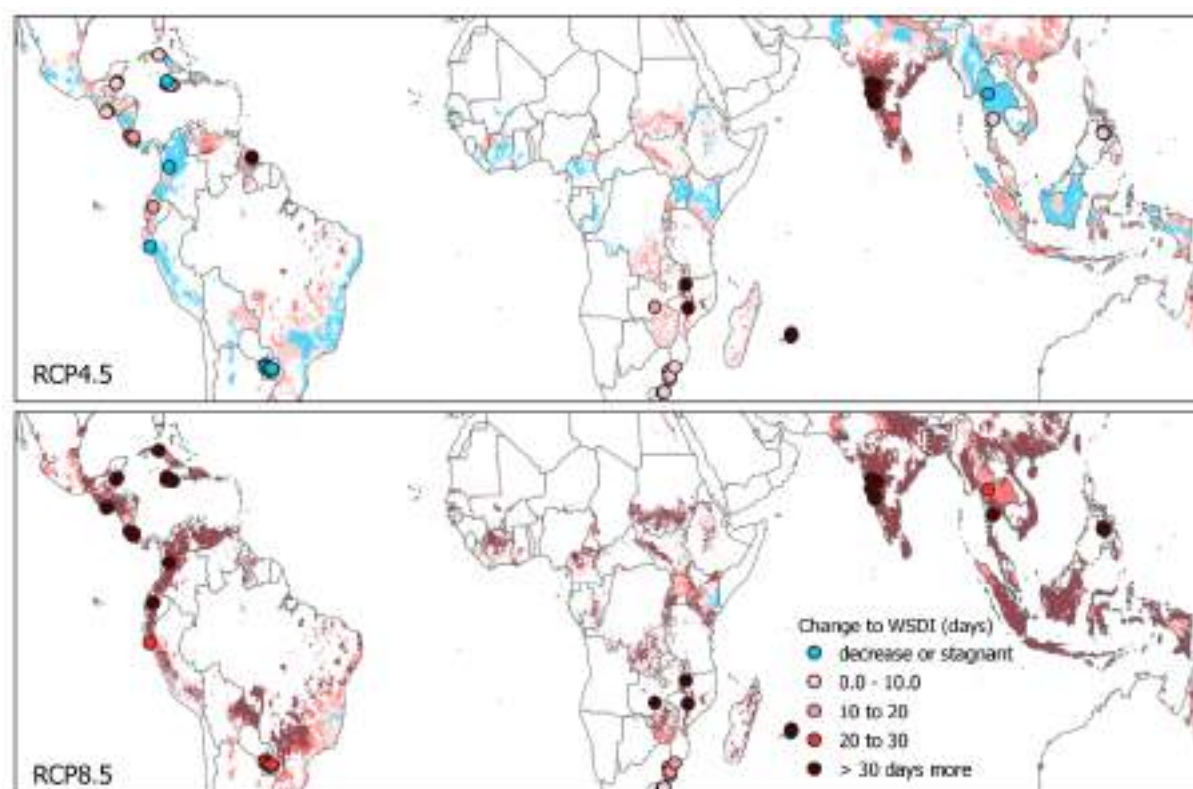 RCP4.5
Change to WSDI (days)
decrease or stagnant
0.0 - 10.0
10 to 20
20 to 30
> 30 days more
RCP8.5